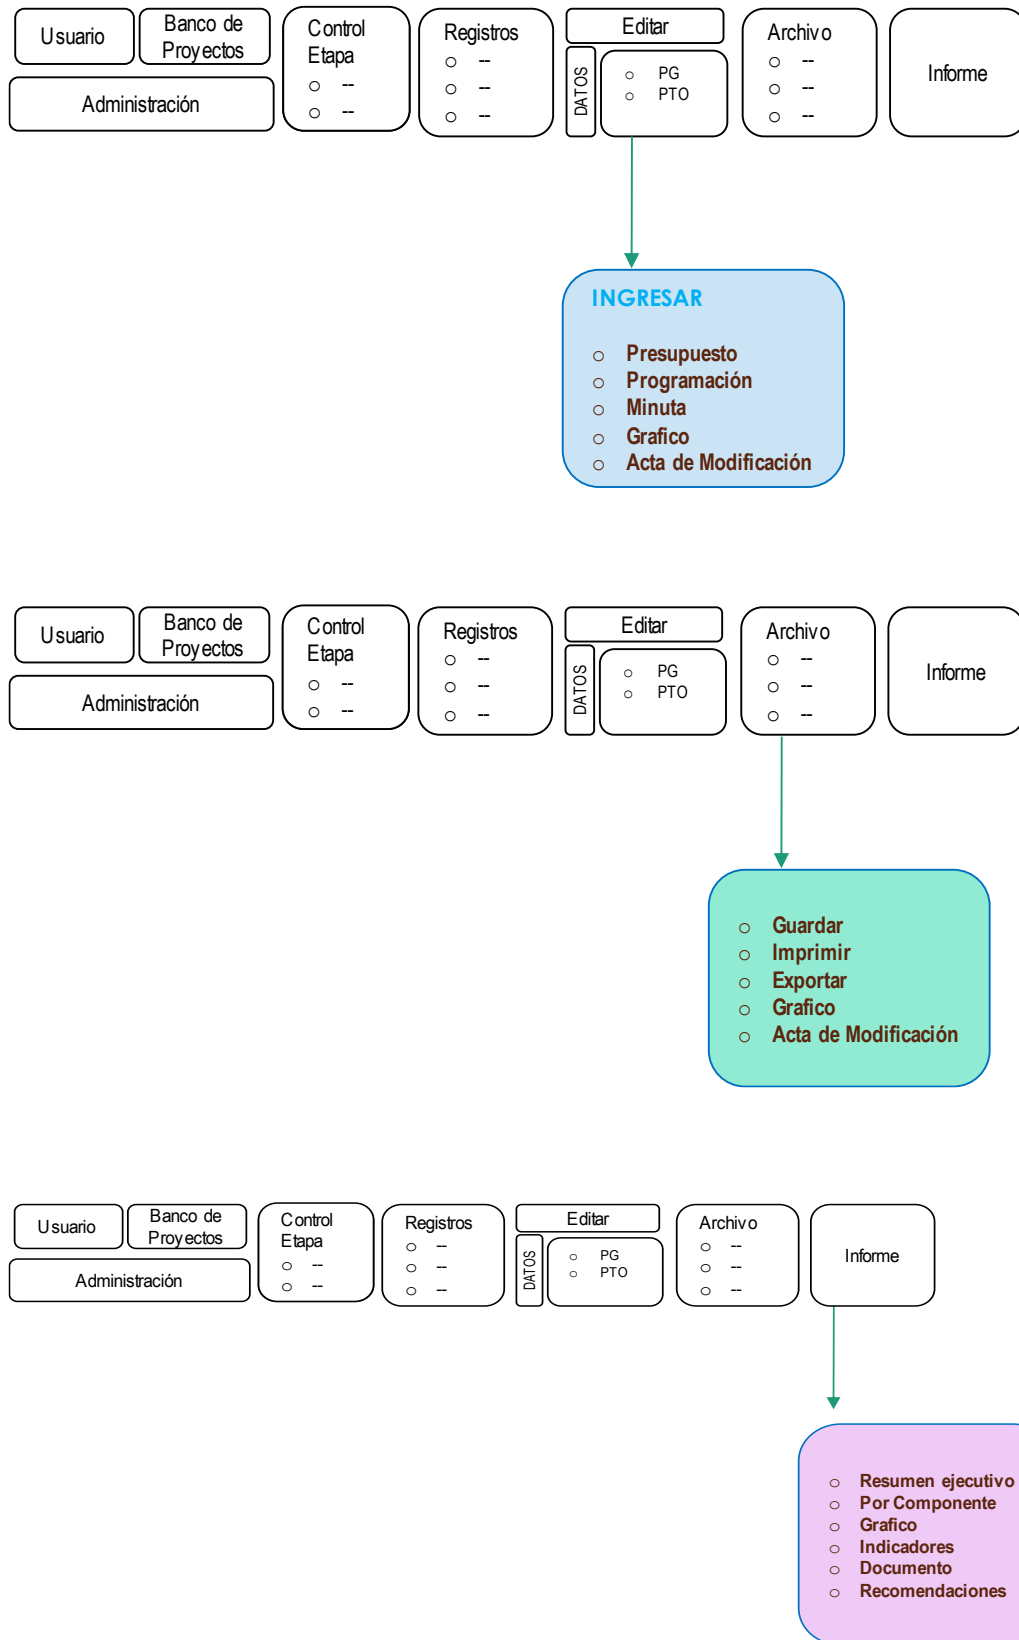 Usuario
Banco de
Proyectos
Administración
Control
Etapa
o --
o --
Registros
o --
o --
o --
Editar
DATOS
o PG
o PTO
Archivo
o --
o --
o --
Informe
INGRESAR
o Presupuesto
o Programación
o Minuta
o Grafico
o Acta de Modificación
Usuario
Banco de
Proyectos
Administración
Control
Etapa
o --
o --
Registros
o --
o --
o --
Editar
DATOS
o PG
o PTO
Archivo
o --
o --
o --
Informe
o Guardar
o Imprimir
o Exportar
o Grafico
o Acta de Modificación
Usuario
Banco de
Proyectos
Administración
Control
Etapa
o --
o --
Registros
o --
o --
o --
Editar
DATOS
o PG
o PTO
Archivo
o --
o --
o --
Informe
o Resumen ejecutivo
o Por Componente
o Grafico
o Indicadores
o Documento
o Recomendaciones